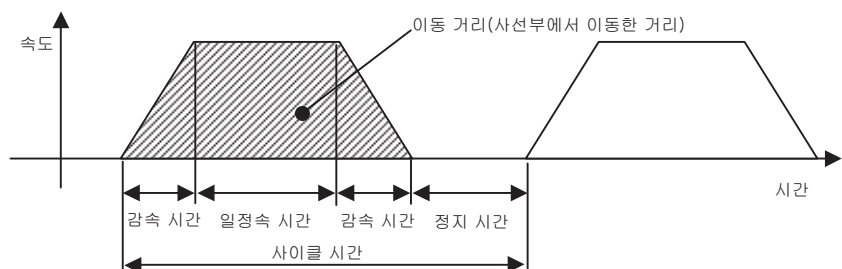 이동 거리(사선부에서 이동한 거리)
속도
시간
감속 시간
일정속 시간
감속 시간
정지 시간
사이클 시간